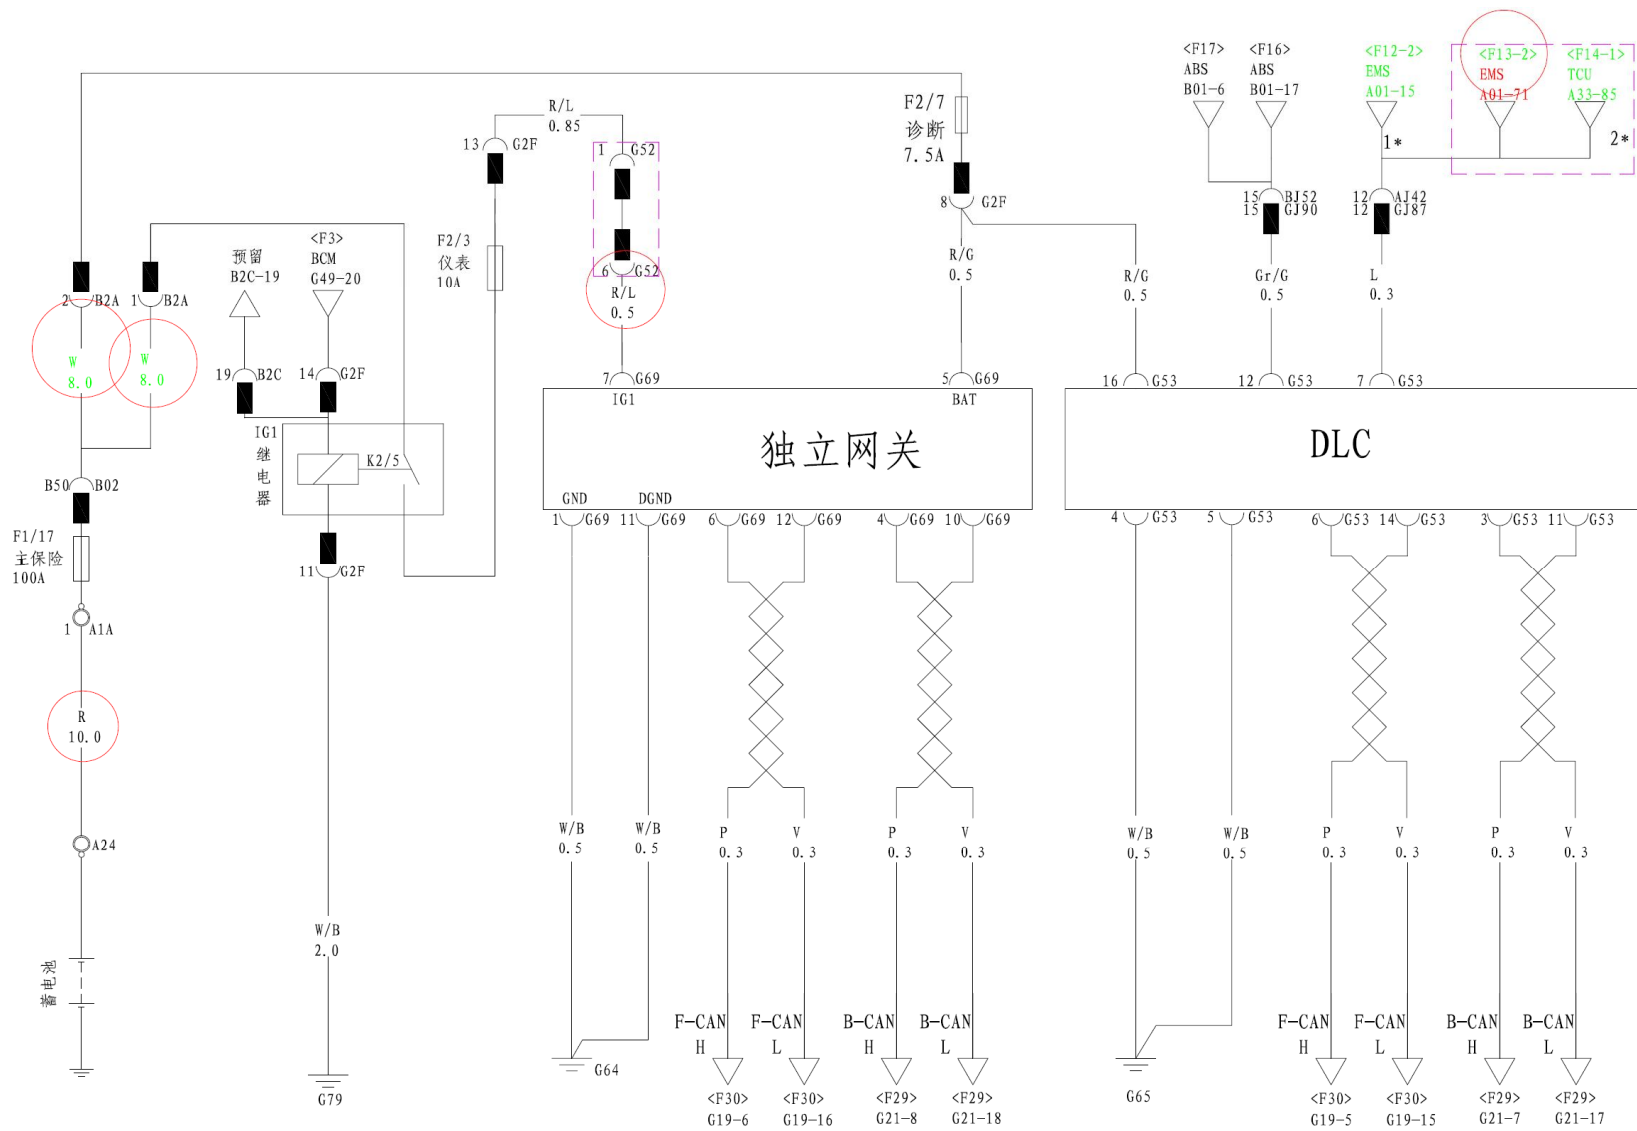 <F17>
ABS
B01-6
<F16>
ABS
B01-17
<F12-2>
EMS
A01-15
<F13-2>
EMS
A01-71
<F14-1>
TCU
A33-85
1*
2*
R/L
0.85
13
G2F
1
G52
F2/7
诊断
7.5A
8
G2F
15
BJ52
15
GJ90
12
AJ42
12
GJ87
预留
B2C-19
<F3>
BCM
G49-20
F2/3
仪表
10A
6
G52
R/L
0.5
R/G
0.5
R/G
0.5
Gr/G
0.5
L
0.3
2
B2A
1
B2A
W
8.0
W
8.0
19
B2C
14
G2F
7
G69
5
G69
16
G53
12
G53
7
G53
IG1
BAT
独立网关
DLC
IG1
继
电
器
K2/5
B50
B02
GND
DGND
1
G69
11
G69
6
G69
12
G69
4
G69
10
G69
4
G53
5
G53
6
G53
14
G53
3
G53
11
G53
F1/17
主保险
100A
11
G2F
1
A1A
R
10.0
A24
W/B
0.5
W/B
0.5
P
0.3
V
0.3
P
0.3
V
0.3
W/B
0.5
W/B
0.5
P
0.3
V
0.3
P
0.3
V
0.3
W/B
2.0
蓄电池
F-CAN
H
F-CAN
L
B-CAN
H
B-CAN
L
F-CAN
H
F-CAN
L
B-CAN
H
B-CAN
L
G79
G64
G65
<F30>
G19-6
<F30>
G19-16
<F29>
G21-8
<F29>
G21-18
<F30>
G19-5
<F30>
G19-15
<F29>
G21-7
<F29>
G21-17